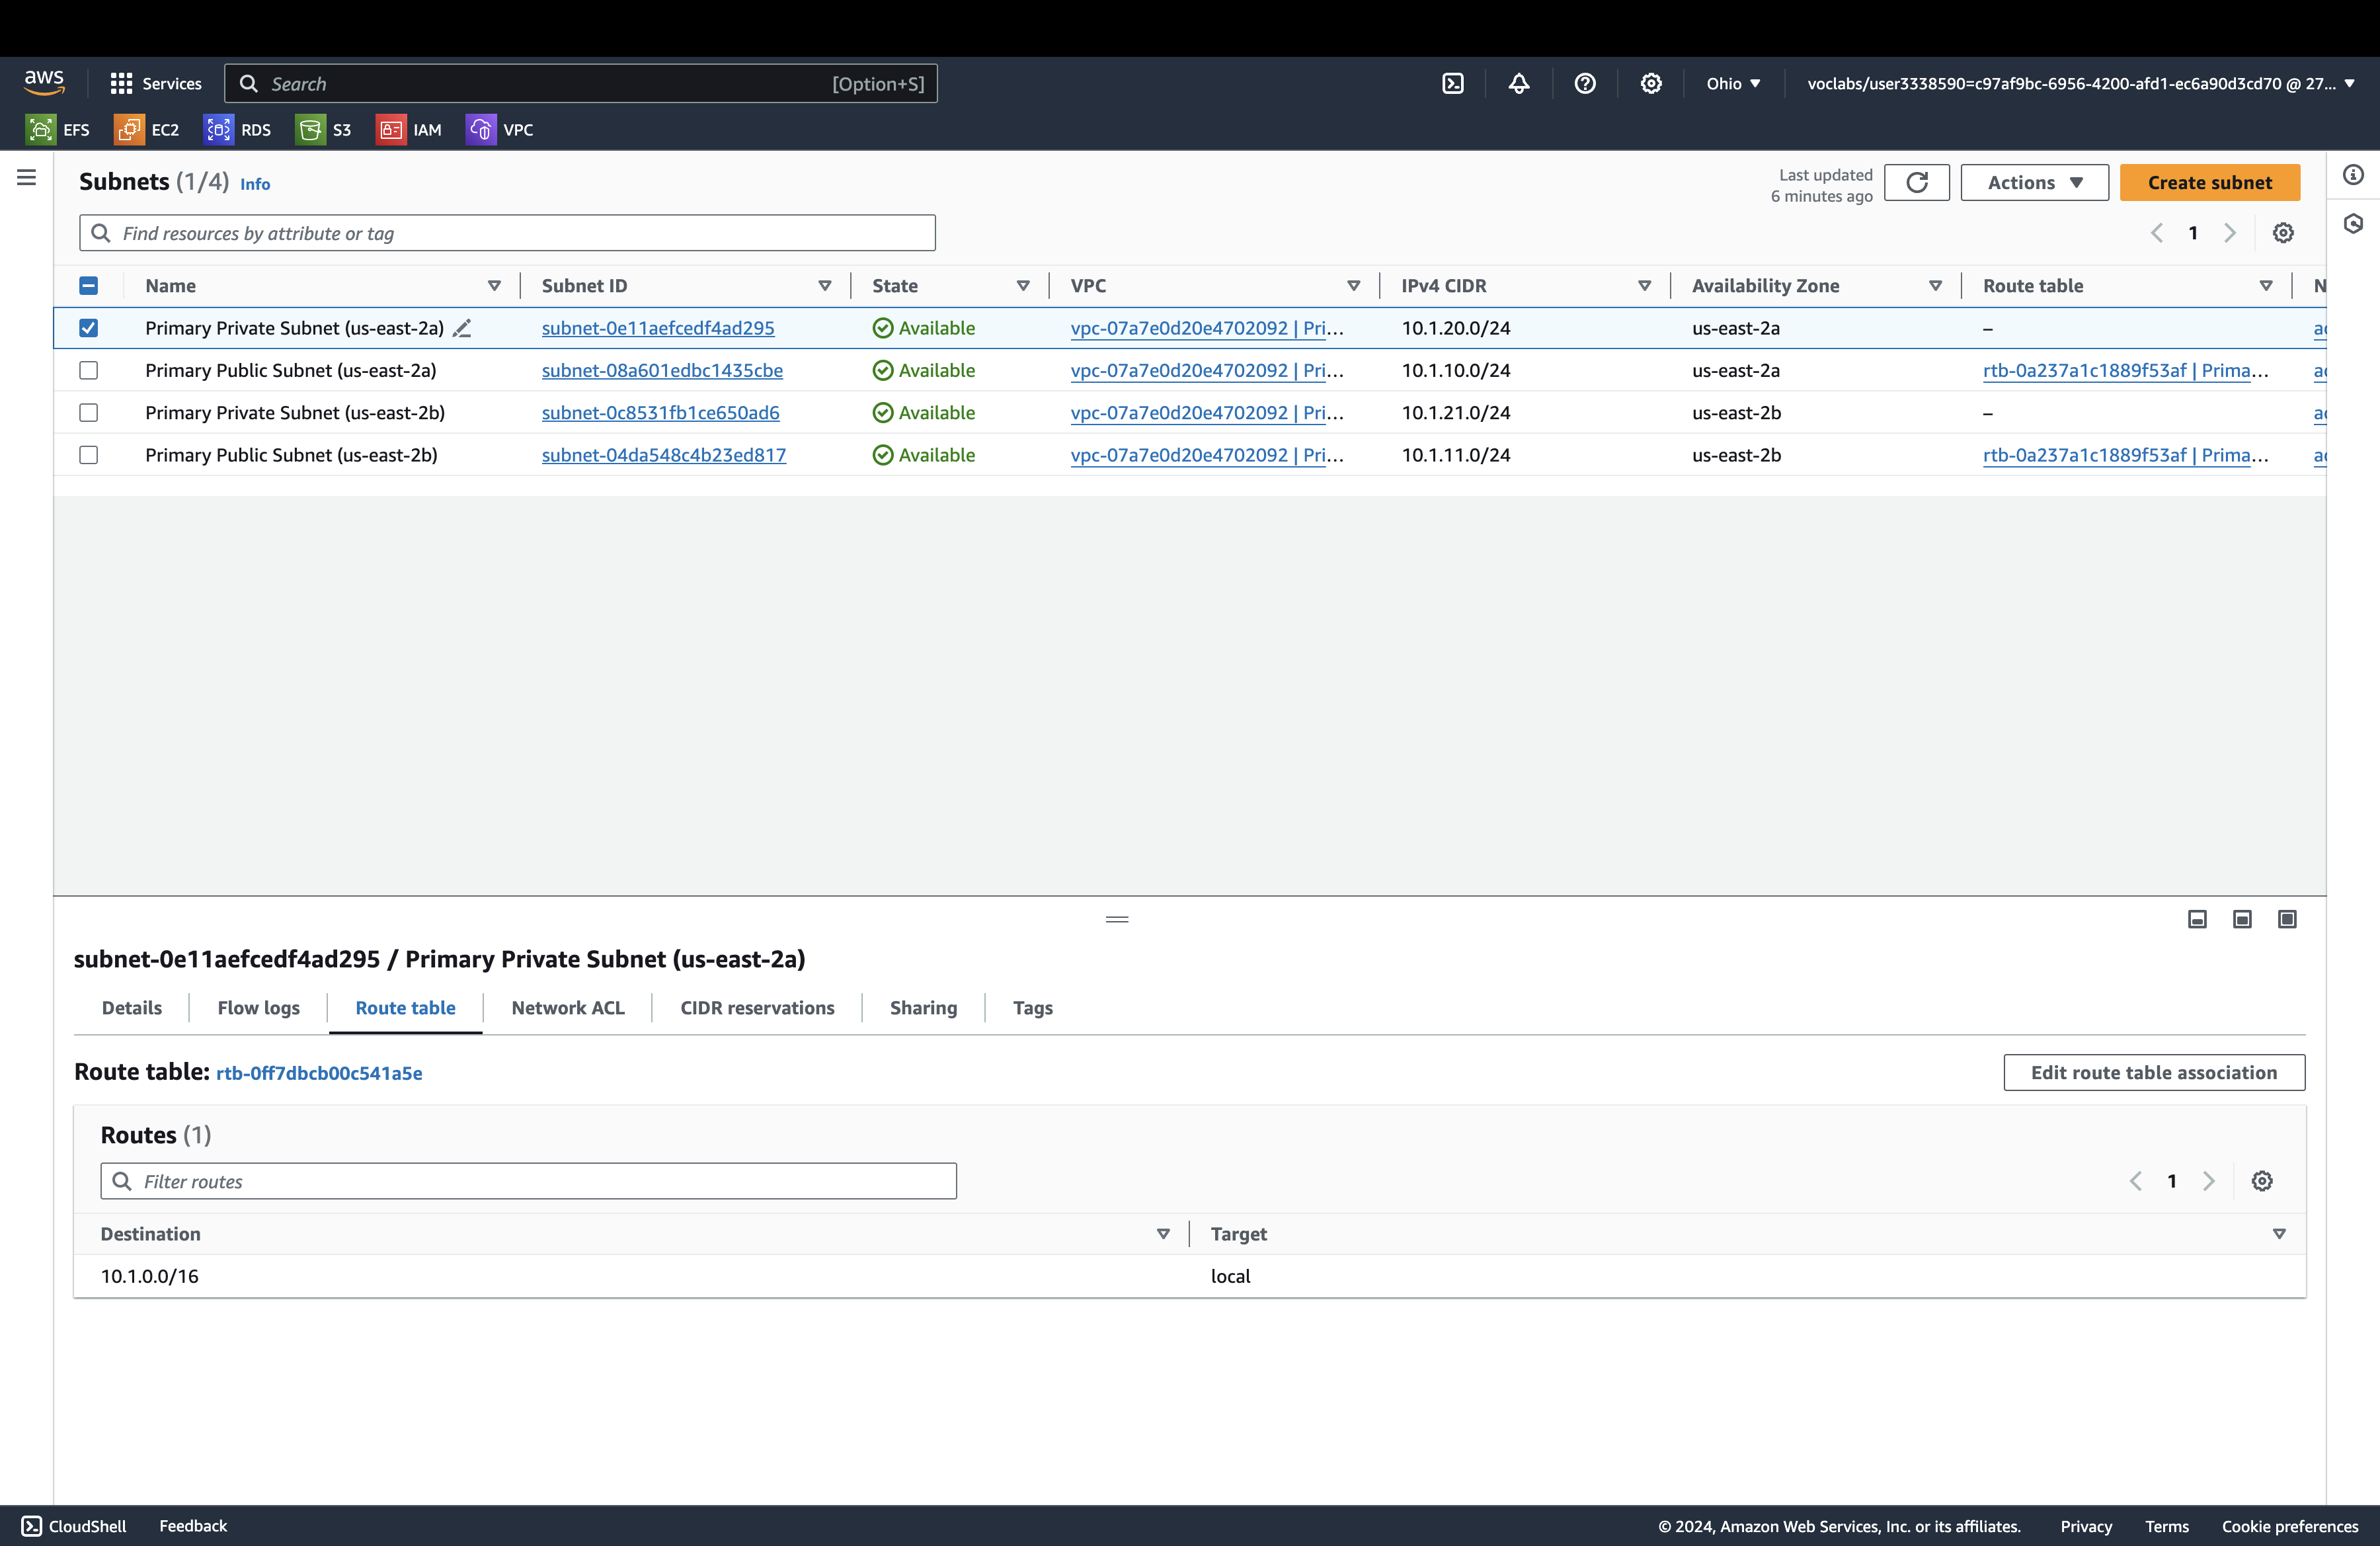 aws Services Search [Option+S] Ohio voclabs/user3338590=c97af9bc-6956-4200-afd1-ec6a90d3cd70 @ 27...
EFS EC2 RDS S3 IAM VPC
Subnets (1/4) Info Last updated 6 minutes ago Actions Create subnet
Find resources by attribute or tag 1
Name Subnet ID State VPC IPv4 CIDR Availability Zone Route table N
Primary Private Subnet (us-east-2a) subnet-0e11aefcedf4ad295 Available vpc-07a7e0d20e4702092 | Pri... 10.1.20.0/24 us-east-2a –
Primary Public Subnet (us-east-2a) subnet-08a601edbc1435cbe Available vpc-07a7e0d20e4702092 | Pri... 10.1.10.0/24 us-east-2a rtb-0a237a1c1889f53af | Prima...
Primary Private Subnet (us-east-2b) subnet-0c8531fb1ce650ad6 Available vpc-07a7e0d20e4702092 | Pri... 10.1.21.0/24 us-east-2b –
Primary Public Subnet (us-east-2b) subnet-04da548c4b23ed817 Available vpc-07a7e0d20e4702092 | Pri... 10.1.11.0/24 us-east-2b rtb-0a237a1c1889f53af | Prima...
subnet-0e11aefcedf4ad295 / Primary Private Subnet (us-east-2a)
Details Flow logs Route table Network ACL CIDR reservations Sharing Tags
Route table: rtb-0ff7dbcb00c541a5e Edit route table association
Routes (1)
Filter routes 1
Destination Target
10.1.0.0/16 local
CloudShell Feedback © 2024, Amazon Web Services, Inc. or its affiliates. Privacy Terms Cookie preferences